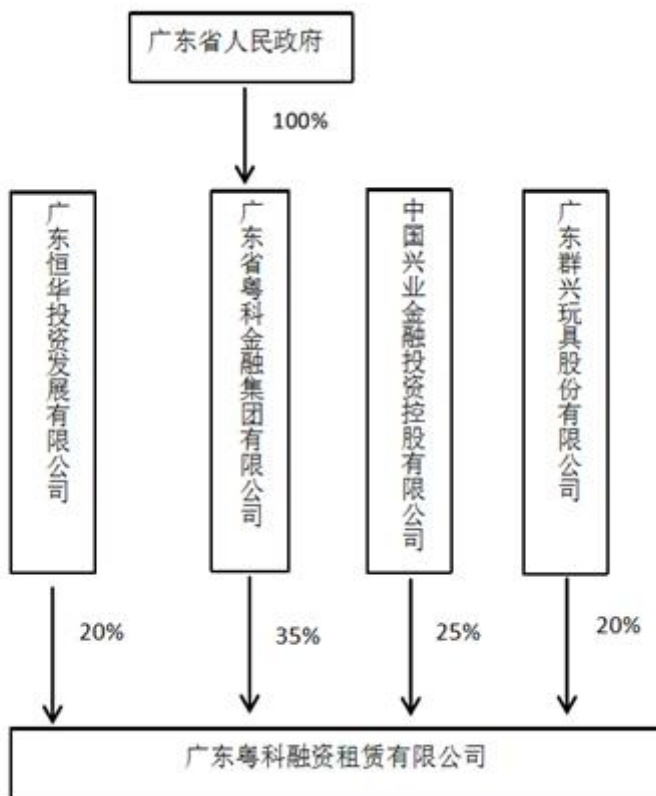 广东省人民政府
100%
广东恒华投资发展有限公司
广东省粤科金融集团有限公司
中国兴业金融投资控股有限公司
广东群兴玩具股份有限公司
20%
35%
25%
20%
广东粤科融资租赁有限公司